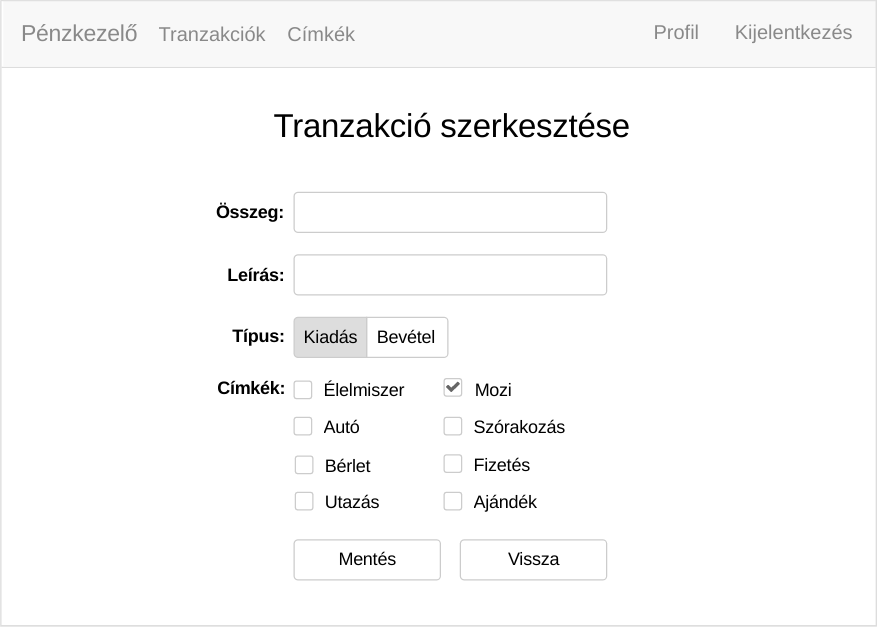 Pénzkezelő Tranzakciók Címkék Profil Kijelentkezés
Tranzakció szerkesztése
Összeg:
Leírás:
Típus: Kiadás Bevétel
Címkék: Élelmiszer Mozi
Autó Szórakozás
Bérlet Fizetés
Utazás Ajándék
Mentés Vissza